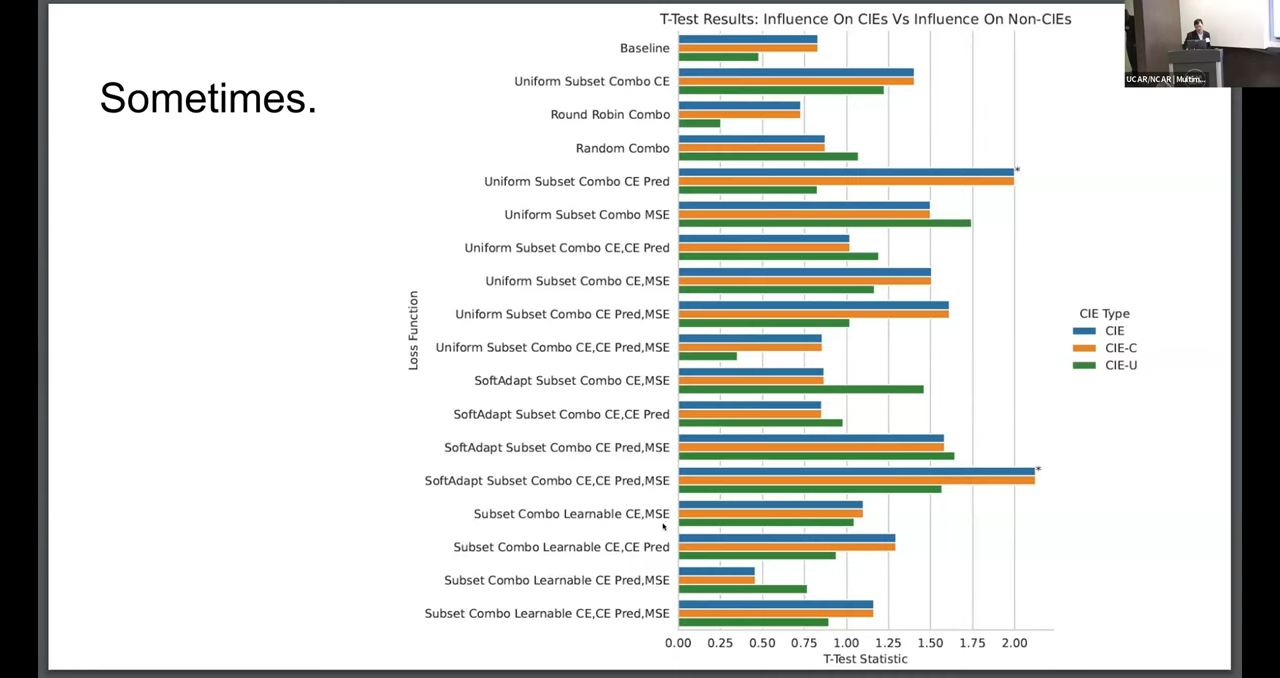 T-Test Results: Influence On CIEs Vs Influence On Non-CIEs
Sometimes.
UCAR/NCAR | Multim...
Loss Function
Baseline
Uniform Subset Combo CE
Round Robin Combo
Random Combo
Uniform Subset Combo CE Pred
*
Uniform Subset Combo MSE
Uniform Subset Combo CE,CE Pred
Uniform Subset Combo CE,MSE
Uniform Subset Combo CE Pred,MSE
Uniform Subset Combo CE,CE Pred,MSE
SoftAdapt Subset Combo CE,MSE
SoftAdapt Subset Combo CE,CE Pred
SoftAdapt Subset Combo CE Pred,MSE
SoftAdapt Subset Combo CE,CE Pred,MSE
*
Subset Combo Learnable CE,MSE
Subset Combo Learnable CE,CE Pred
Subset Combo Learnable CE Pred,MSE
Subset Combo Learnable CE,CE Pred,MSE
CIE Type
CIE
CIE-C
CIE-U
0.00 0.25 0.50 0.75 1.00 1.25 1.50 1.75 2.00
T-Test Statistic